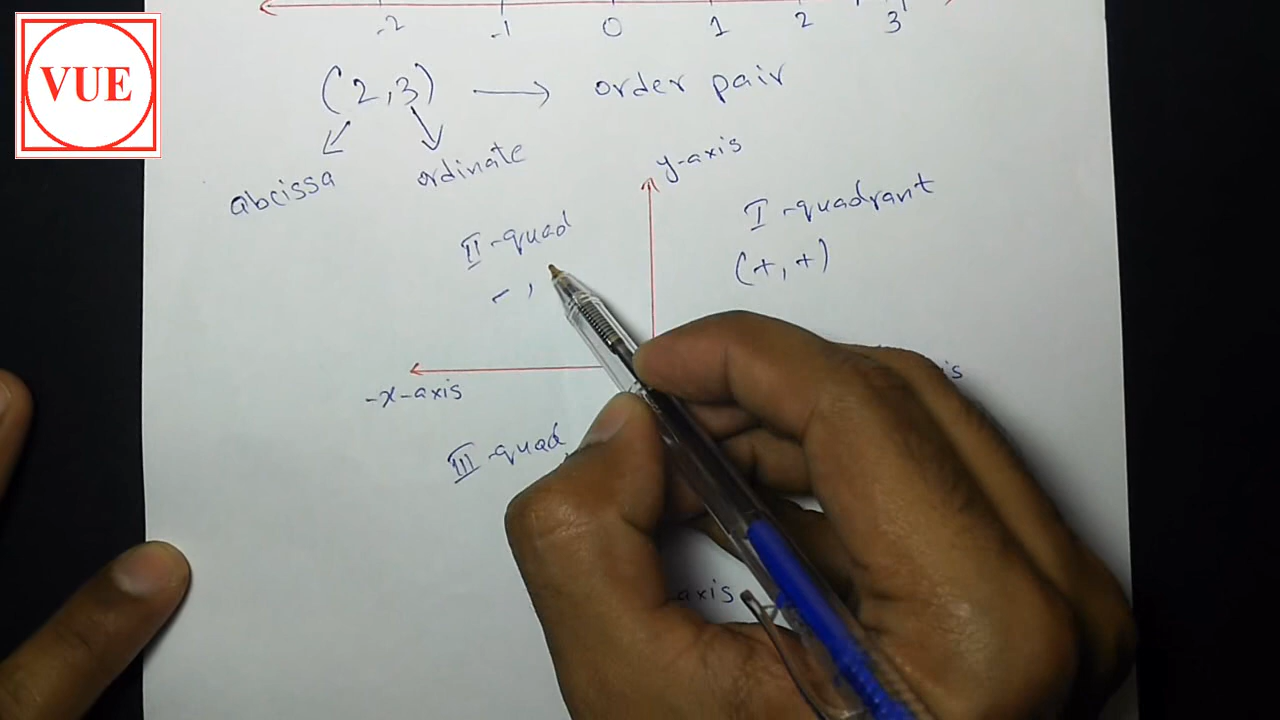 VUE
-2 -1 0 1 2 3
(2,3) → order pair
abcissa ordinate
y-axis
II-quad I-quadrant
- , (+,+)
-x-axis is
III-quad
axis